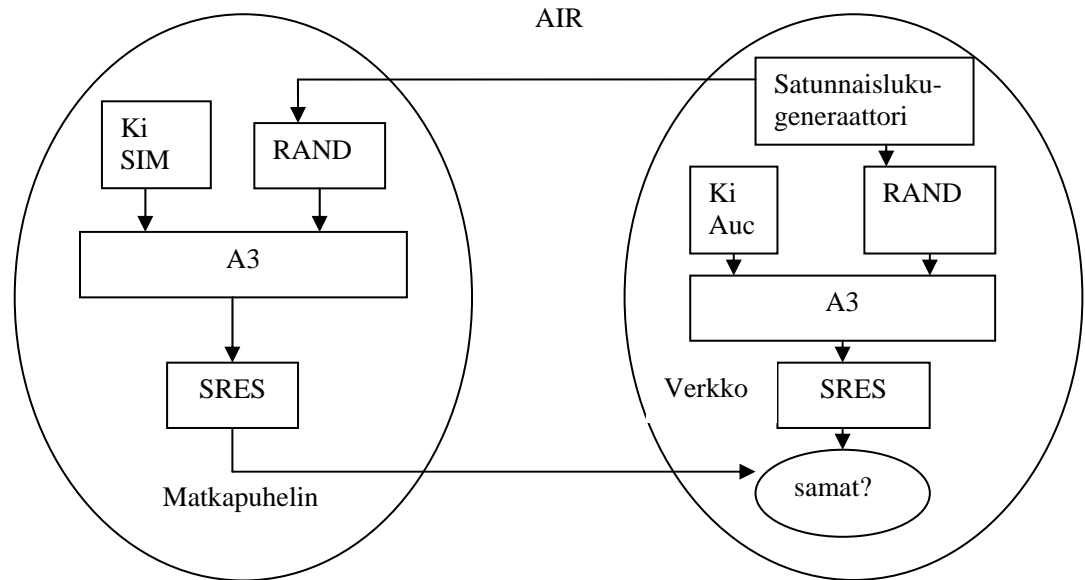 AIR
Ki
SIM
RAND
A3
SRES
Matkapuhelin
Satunnaisluku-
generaattori
Ki
Auc
RAND
A3
Verkko
SRES
samat?